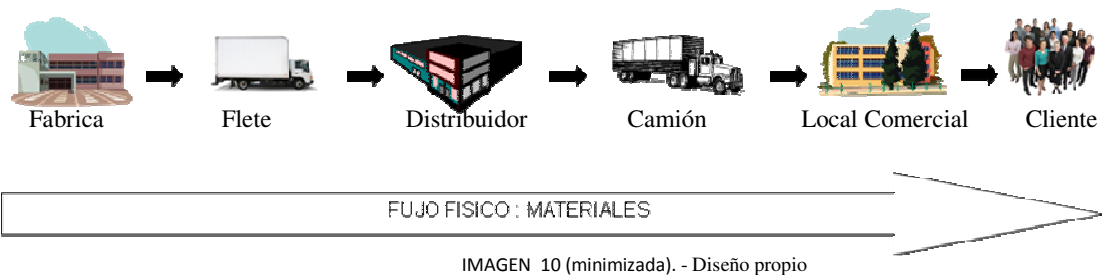 Fabrica Flete Distribuidor Camión Local Comercial Cliente
FUJO FISICO : MATERIALES
IMAGEN 10 (minimizada). - Diseño propio